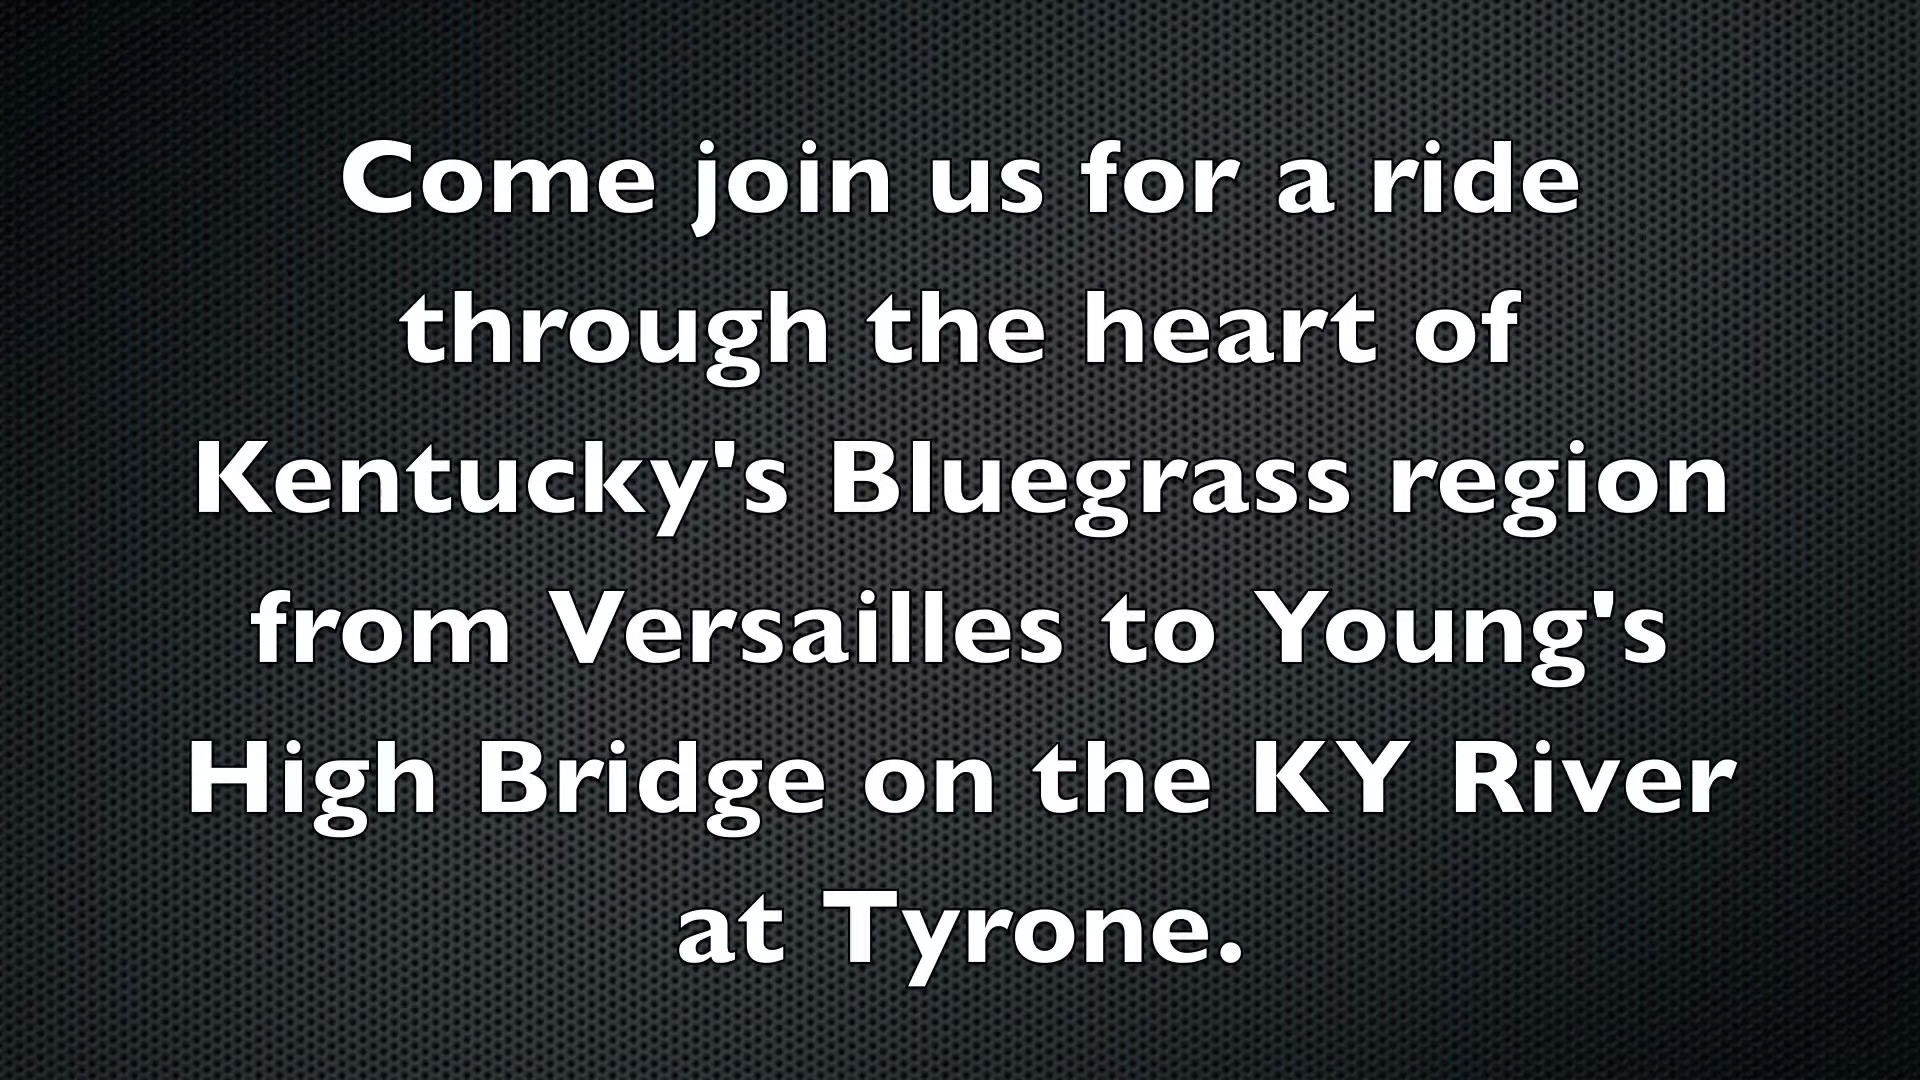 Come join us for a ride
through the heart of
Kentucky's Bluegrass region
from Versailles to Young's
High Bridge on the KY River
at Tyrone.